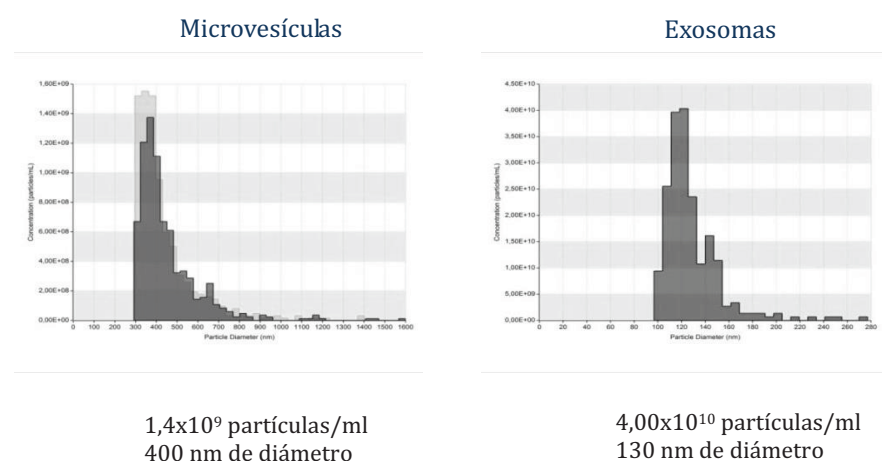 Microvesículas
Exosomas
1,60E+09
1,40E+09
1,20E+09
1,00E+09
8,00E+08
6,00E+08
4,00E+08
2,00E+08
0,00E+00
Concentration (particles/mL)
0 100 200 300 400 500 600 700 800 900 1000 1100 1200 1300 1400 1500 1600
Particle Diameter (nm)
4,50E+10
4,00E+10
3,50E+10
3,00E+10
2,50E+10
2,00E+10
1,50E+10
1,00E+10
5,00E+09
0,00E+00
Concentration (particles/mL)
0 20 40 60 80 100 120 140 160 180 200 220 240 260 280
Particle Diameter (nm)
1,4x10⁹ partículas/ml
400 nm de diámetro
4,00x10¹⁰ partículas/ml
130 nm de diámetro